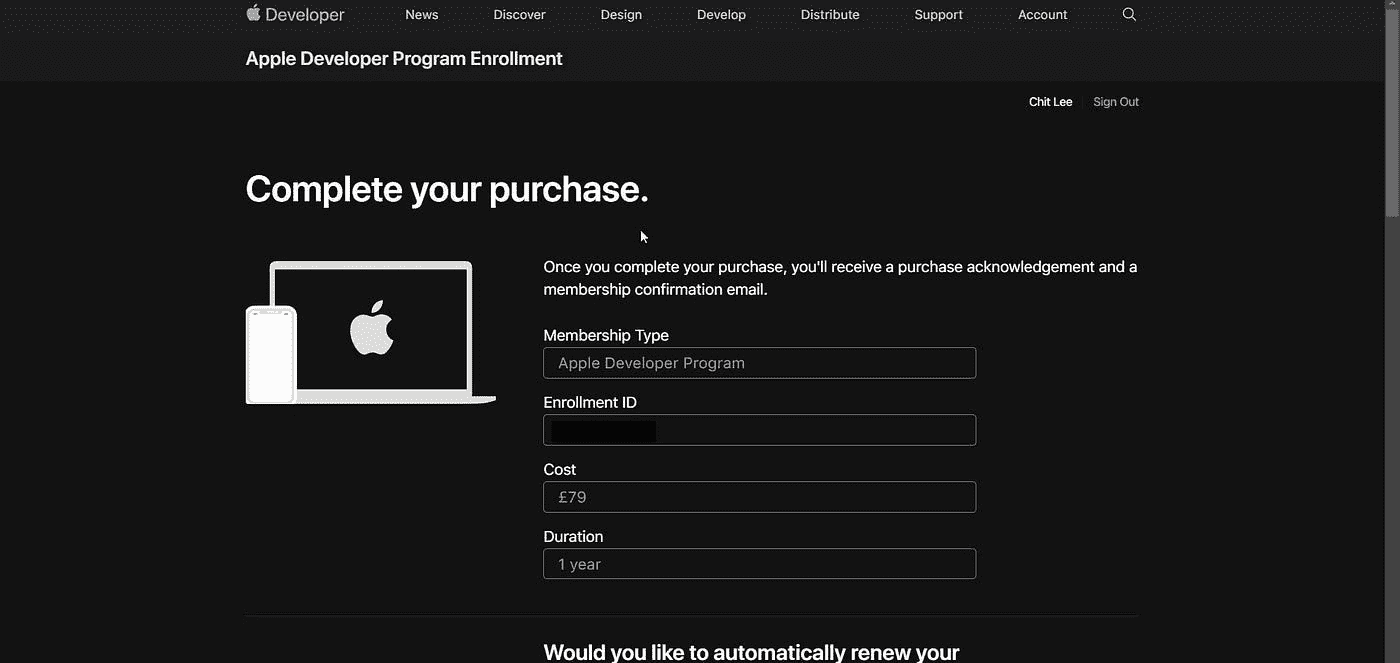 Developer News Discover Design Develop Distribute Support Account
Apple Developer Program Enrollment
Chit Lee Sign Out
Complete your purchase.
Once you complete your purchase, you'll receive a purchase acknowledgement and a
membership confirmation email.
Membership Type
Apple Developer Program
Enrollment ID
Cost
£79
Duration
1 year
Would you like to automatically renew your